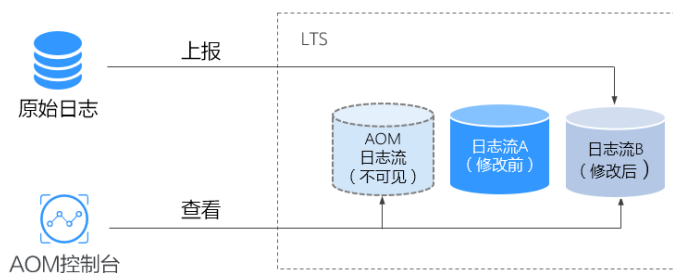 LTS
上报
原始日志
AOM
日志流
（不可见）
日志流A
（修改前）
日志流B
（修改后）
查看
AOM控制台